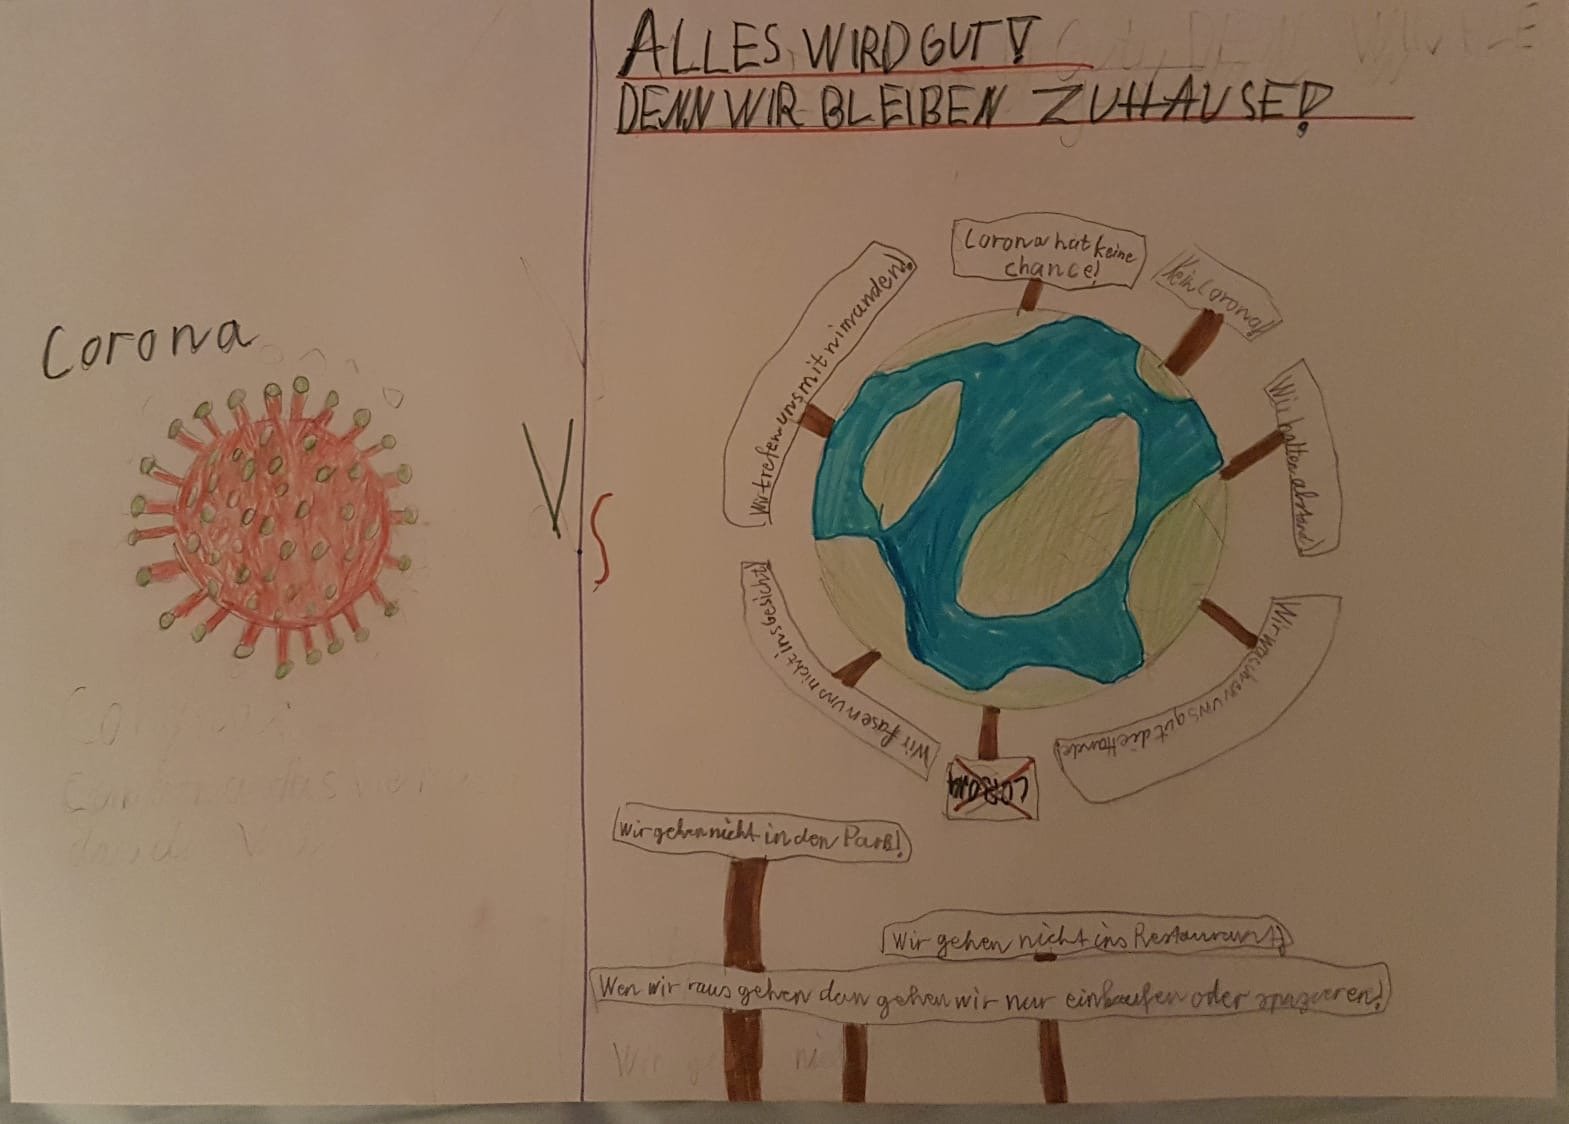 ALLES WIRD GUT!
DENN WIR BLEIBEN ZUHAUSE!
Corona
VS
Corona hat keine
chance!
Kein Corona!
Wir trefen uns mit nimanden!
Wir halten abstand!
Wir waschen uns gut die Hände!
Wir fasen uns nicht ins Gesicht!
CORONA
Wir gehen nicht in den Park!
Wir gehen nicht ins Restaurant!
Wen wir raus gehen dan gehen wir nur einkaufen oder spazieren!